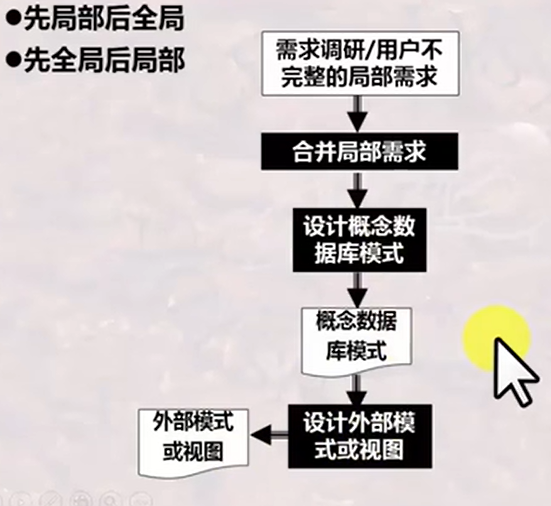 ●先局部后全局
●先全局后局部
需求调研/用户不
完整的局部需求
合并局部需求
设计概念数
据库模式
概念数据
库模式
设计外部模
式或视图
外部模式
或视图